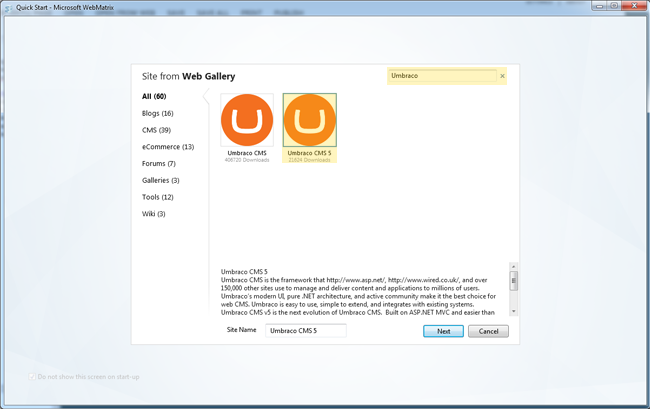 Quick Start - Microsoft WebMatrix
Site from Web Gallery
Umbraco
All (60)
Blogs (16)
CMS (39)
eCommerce (13)
Forums (7)
Galleries (3)
Tools (12)
Wiki (3)
Umbraco CMS
408120 Downloads
Umbraco CMS 5
21834 Downloads
Umbraco CMS 5
Umbraco CMS is the framework that http://www.asp.net/, http://www.wired.co.uk/, and over
150,000 other sites use to manage and deliver content and applications to millions of users.
Umbraco's modern UI, pure .NET architecture, and active community make it the best choice for
web CMS. Umbraco is easy to use, simple to extend, and integrates with existing systems.
Umbraco CMS v5 is the next evolution of Umbraco CMS. Built on ASP.NET MVC and easier than
Site Name
Umbraco CMS 5
Next
Cancel
Do not show this screen on start-up